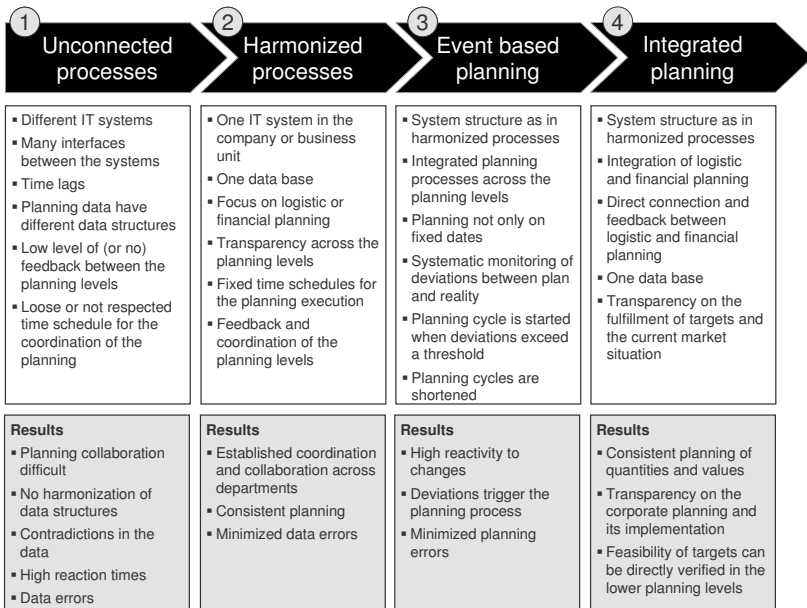 1
Unconnected
processes
2
Harmonized
processes
3
Event based
planning
4
Integrated
planning
▪ Different IT systems
▪ Many interfaces
between the systems
▪ Time lags
▪ Planning data have
different data structures
▪ Low level of (or no)
feedback between the
planning levels
▪ Loose or not respected
time schedule for the
coordination of the
planning
▪ One IT system in the
company or business
unit
▪ One data base
▪ Focus on logistic or
financial planning
▪ Transparency across the
planning levels
▪ Fixed time schedules for
the planning execution
▪ Feedback and
coordination of the
planning levels
▪ System structure as in
harmonized processes
▪ Integrated planning
processes across the
planning levels
▪ Planning not only on
fixed dates
▪ Systematic monitoring of
deviations between plan
and reality
▪ Planning cycle is started
when deviations exceed
a threshold
▪ Planning cycles are
shortened
▪ System structure as in
harmonized processes
▪ Integration of logistic
and financial planning
▪ Direct connection and
feedback between
logistic and financial
planning
▪ One data base
▪ Transparency on the
fulfillment of targets and
the current market
situation
Results
▪ Planning collaboration
difficult
▪ No harmonization of
data structures
▪ Contradictions in the
data
▪ High reaction times
▪ Data errors
Results
▪ Established coordination
and collaboration across
departments
▪ Consistent planning
▪ Minimized data errors
Results
▪ High reactivity to
changes
▪ Deviations trigger the
planning process
▪ Minimized planning
errors
Results
▪ Consistent planning of
quantities and values
▪ Transparency on the
corporate planning and
its implementation
▪ Feasibility of targets can
be directly verified in the
lower planning levels